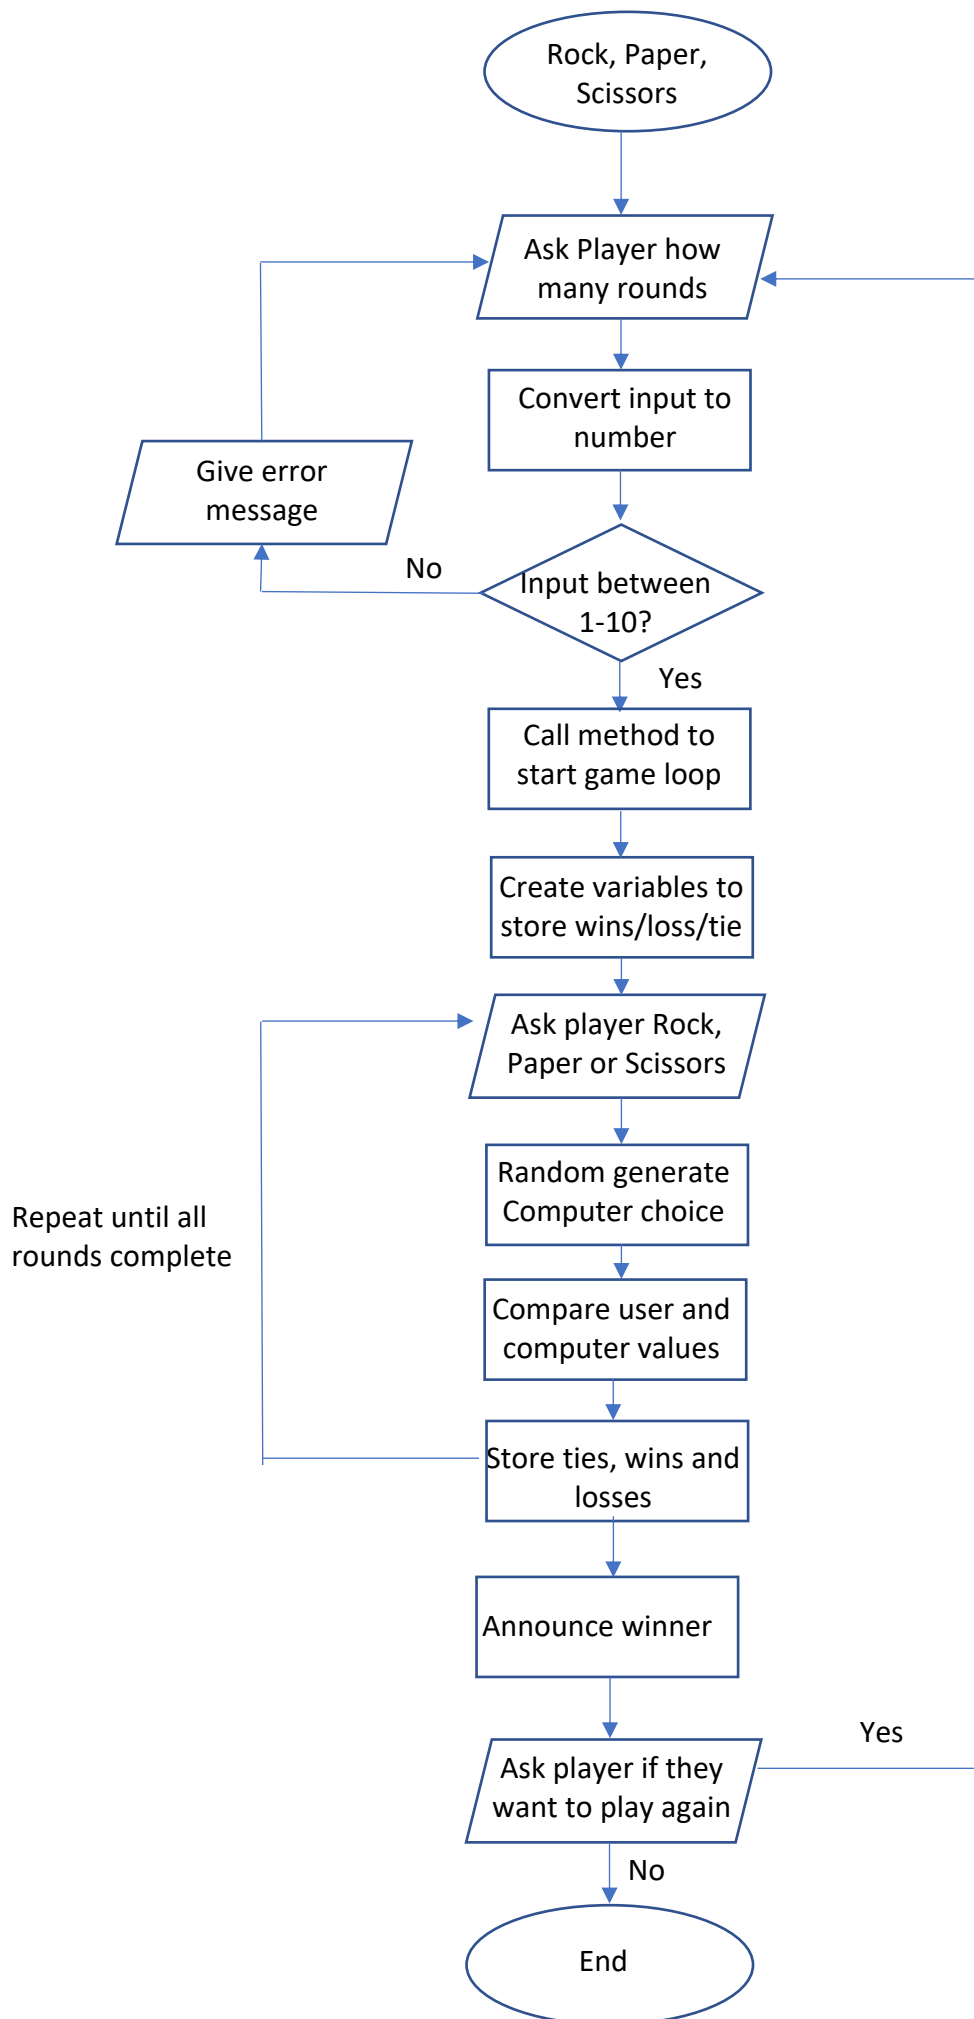 Rock, Paper,
Scissors
Ask Player how
many rounds
Convert input to
number
Give error
message
No
Input between
1-10?
Yes
Call method to
start game loop
Create variables to
store wins/loss/tie
Ask player Rock,
Paper or Scissors
Random generate
Computer choice
Repeat until all
rounds complete
Compare user and
computer values
Store ties, wins and
losses
Announce winner
Yes
Ask player if they
want to play again
No
End